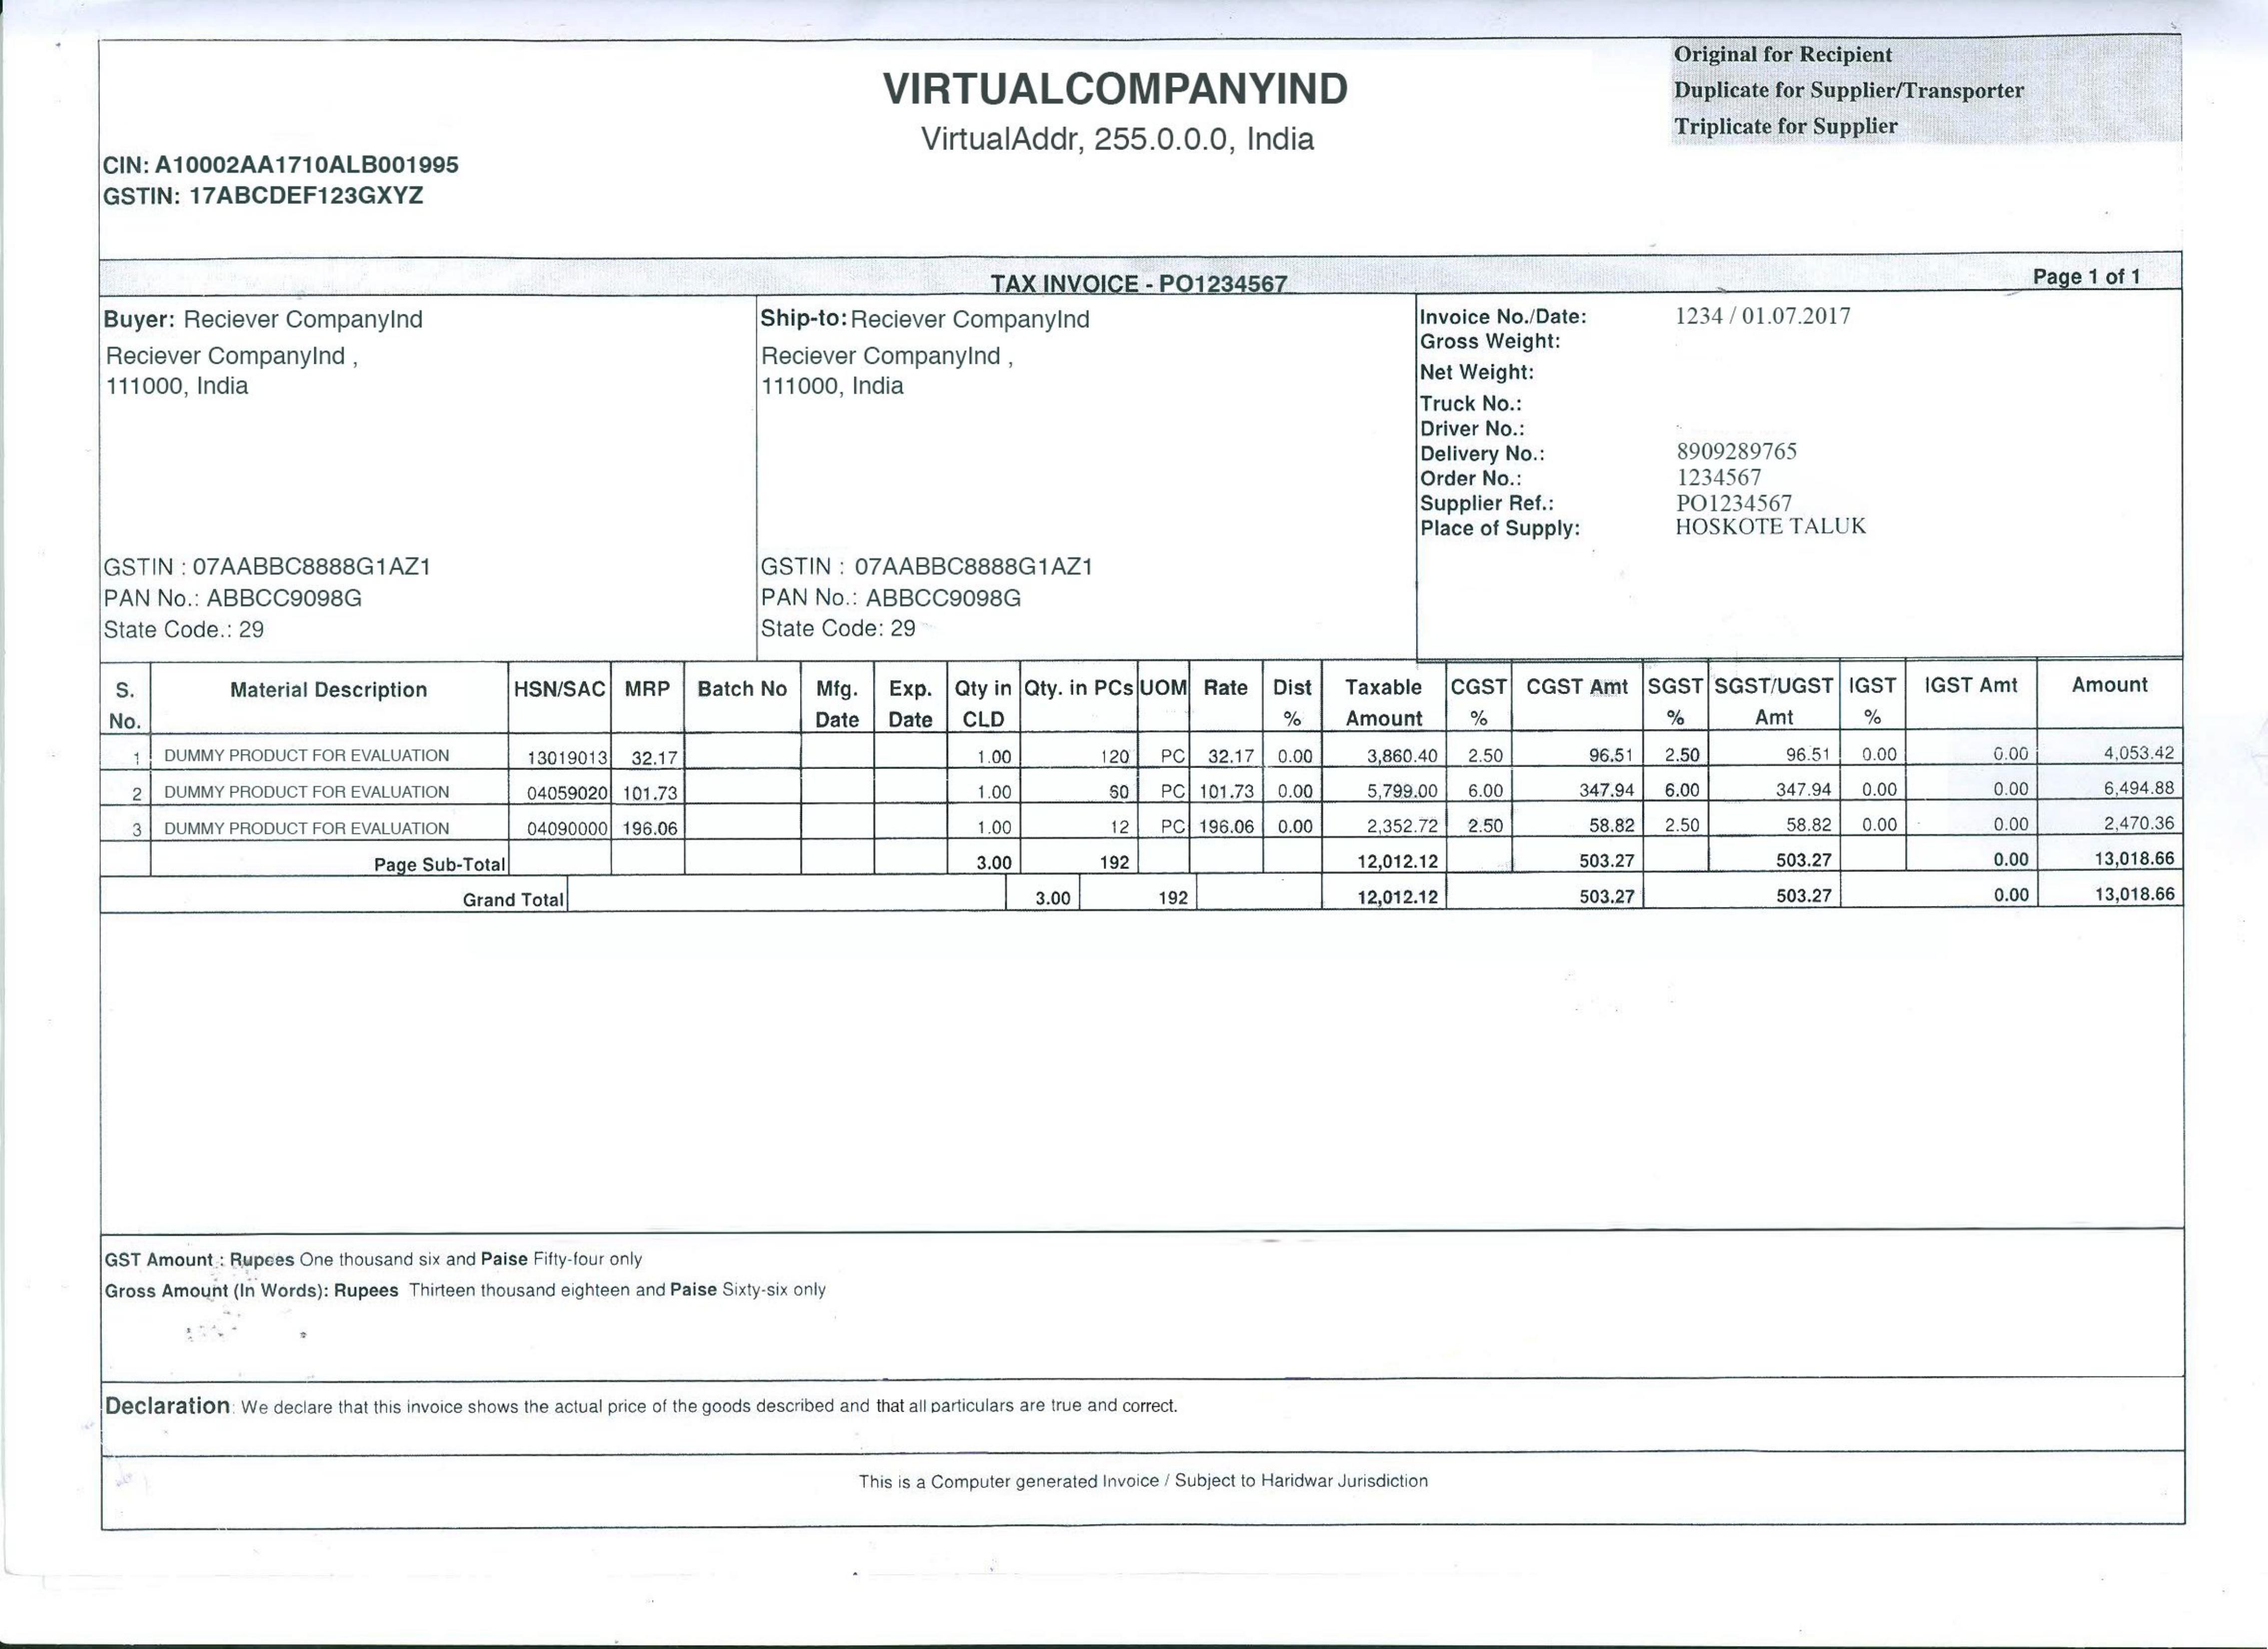 Original for Recipient
Duplicate for Supplier/Transporter
Triplicate for Supplier
VIRTUALCOMPANYIND
VirtualAddr, 255.0.0.0, India
CIN: A10002AA1710ALB001995
GSTIN: 17ABCDEF123GXYZ
TAX INVOICE - PO1234567
Page 1 of 1
Buyer: Reciever CompanyInd
Reciever CompanyInd ,
111000, India
GSTIN : 07AABBC8888G1AZ1
PAN No.: ABBCC9098G
State Code.: 29
Ship-to: Reciever CompanyInd
Reciever CompanyInd ,
111000, India
GSTIN : 07AABBC8888G1AZ1
PAN No.: ABBCC9098G
State Code: 29
Invoice No./Date: 1234 / 01.07.2017
Gross Weight:
Net Weight:
Truck No.:
Driver No.:
Delivery No.: 8909289765
Order No.: 1234567
Supplier Ref.: PO1234567
Place of Supply: HOSKOTE TALUK
S. No. Material Description HSN/SAC MRP Batch No Mfg. Date Exp. Date Qty in CLD Qty. in PCs UOM Rate Dist % Taxable Amount CGST % CGST Amt SGST % SGST/UGST Amt IGST % IGST Amt Amount
1 DUMMY PRODUCT FOR EVALUATION 13019013 32.17 1.00 120 PC 32.17 0.00 3,860.40 2.50 96.51 2.50 96.51 0.00 0.00 4,053.42
2 DUMMY PRODUCT FOR EVALUATION 04059020 101.73 1.00 60 PC 101.73 0.00 5,799.00 6.00 347.94 6.00 347.94 0.00 0.00 6,494.88
3 DUMMY PRODUCT FOR EVALUATION 04090000 196.06 1.00 12 PC 196.06 0.00 2,352.72 2.50 58.82 2.50 58.82 0.00 0.00 2,470.36
Page Sub-Total 3.00 192 12,012.12 503.27 503.27 0.00 13,018.66
Grand Total 3.00 192 12,012.12 503.27 503.27 0.00 13,018.66
GST Amount : Rupees One thousand six and Paise Fifty-four only
Gross Amount (In Words): Rupees Thirteen thousand eighteen and Paise Sixty-six only
Declaration: We declare that this invoice shows the actual price of the goods described and that all particulars are true and correct.
This is a Computer generated Invoice / Subject to Haridwar Jurisdiction